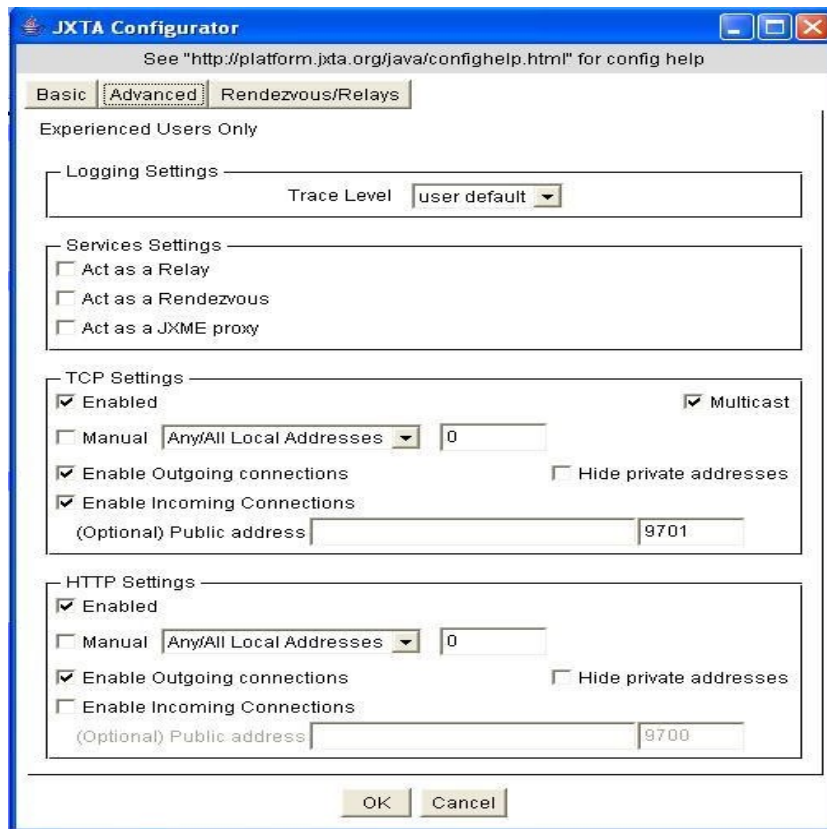 JXTA Configurator
See "http://platform.jxta.org/java/confighelp.html" for config help
Basic Advanced Rendezvous/Relays
Experienced Users Only
Logging Settings
Trace Level user default
Services Settings
Act as a Relay
Act as a Rendezvous
Act as a JXME proxy
TCP Settings
Enabled Multicast
Manual Any/All Local Addresses 0
Enable Outgoing connections Hide private addresses
Enable Incoming Connections
(Optional) Public address 9701
HTTP Settings
Enabled
Manual Any/All Local Addresses 0
Enable Outgoing connections Hide private addresses
Enable Incoming Connections
(Optional) Public address 9700
OK Cancel